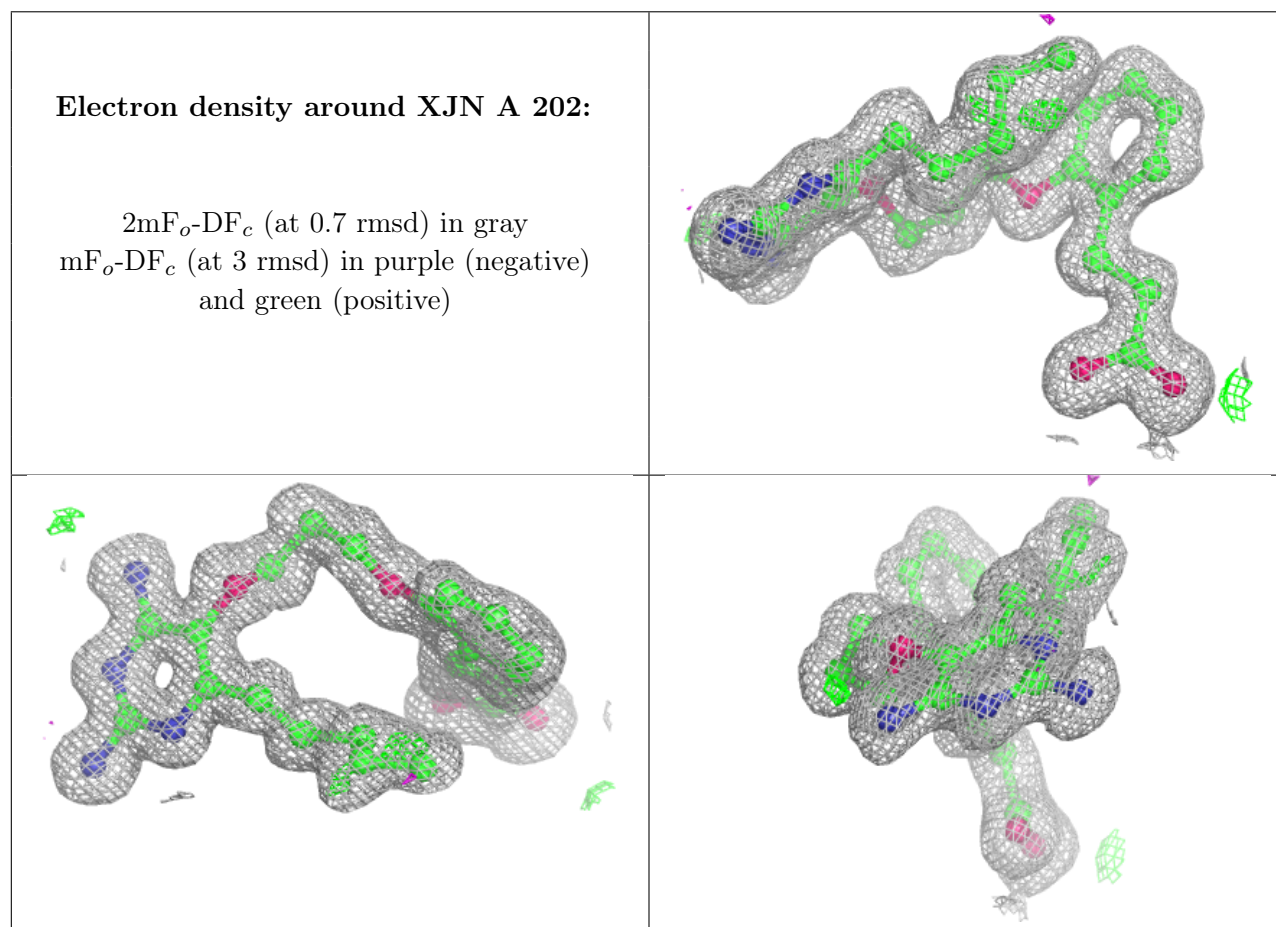 Electron density around XJN A 202:
2mFo-DFc (at 0.7 rmsd) in gray
mFo-DFc (at 3 rmsd) in purple (negative)
and green (positive)